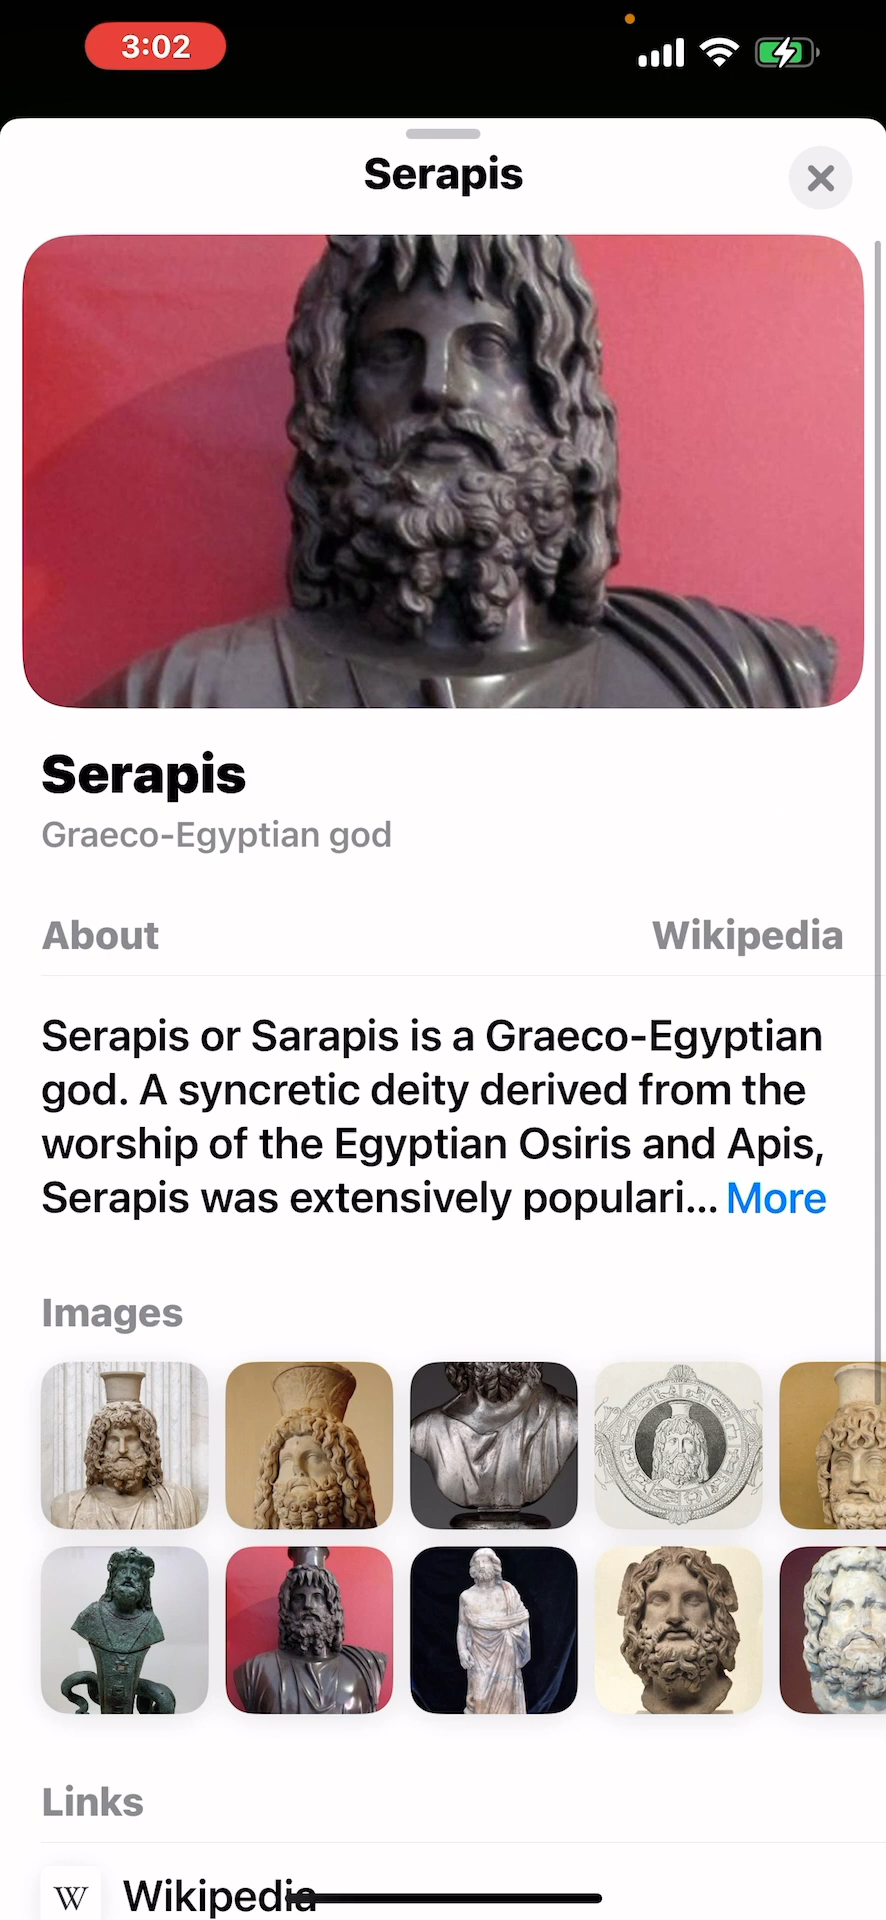 3:02
Serapis
Serapis
Graeco-Egyptian god
About
Wikipedia
Serapis or Sarapis is a Graeco-Egyptian
god. A syncretic deity derived from the
worship of the Egyptian Osiris and Apis,
Serapis was extensively populari... More
Images
Links
W
Wikipedia